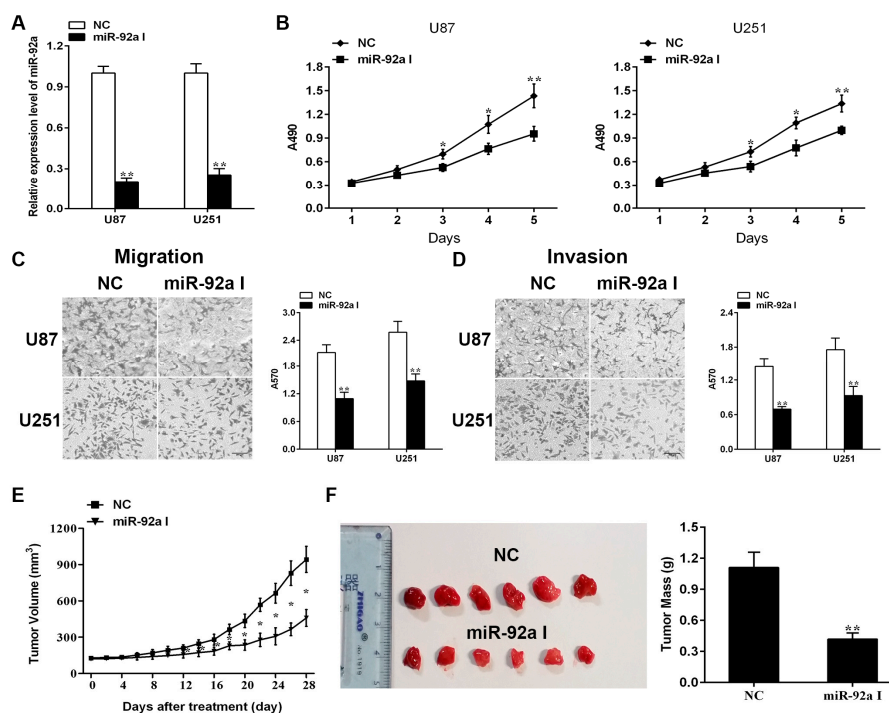 A
NC
miR-92a I
Relative expression level of miR-92a
1.2
0.9
0.6
0.3
0.0
**
**
U87
U251
B
U87
NC
miR-92a I
A490
1.8
1.5
1.2
0.9
0.6
0.3
0.0
*
*
**
1 2 3 4 5
Days
U251
NC
miR-92a I
A490
1.8
1.5
1.2
0.9
0.6
0.3
0.0
*
*
**
1 2 3 4 5
Days
C
Migration
NC miR-92a I
U87
U251
NC
miR-92a I
A570
3.0
2.4
1.8
1.2
0.6
0.0
**
**
U87 U251
D
Invasion
NC miR-92a I
U87
U251
NC
miR-92a I
A570
2.4
1.8
1.2
0.6
0.0
**
**
U87 U251
E
NC
miR-92a I
Tumor Volume (mm3)
1200
900
600
300
0
* * * * * * * * *
0 4 8 12 16 20 24 28
Days after treatment (day)
F
NC
miR-92a I
0
1
2
3
4
5
Tumor Mass (g)
1.5
1.2
0.9
0.6
0.3
0.0
**
NC miR-92a I